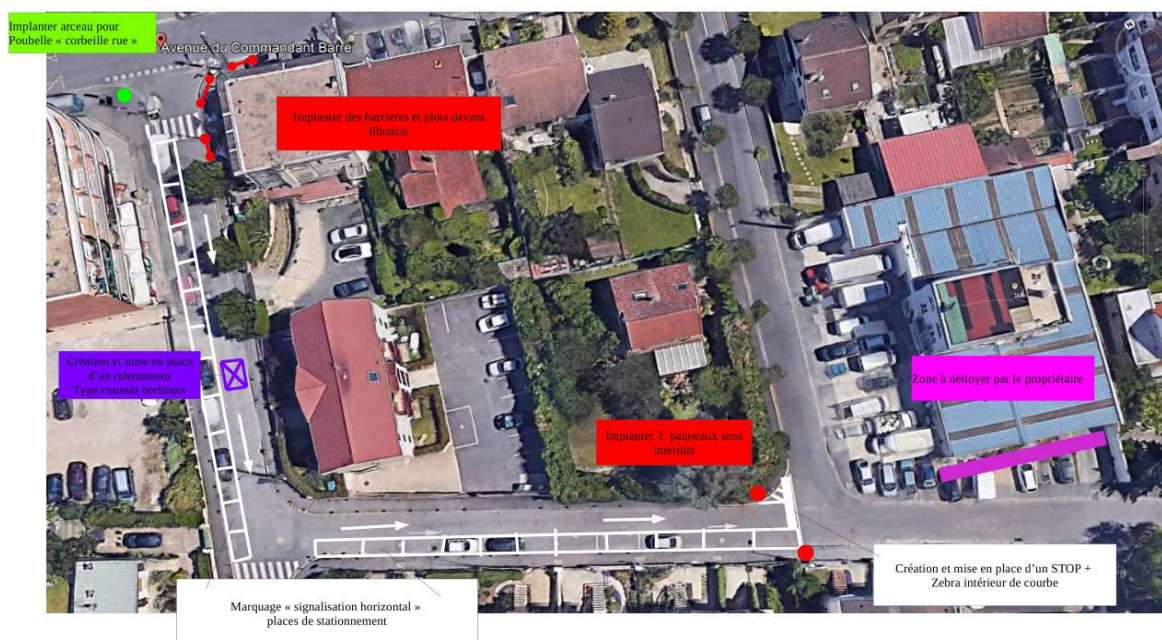 Implanter arceau pour
Poubelle « corbeille rue »
Avenue du Commandant Barré
Implanter des barrières et plots devant
librairie
Création et mise en place
d'un ralentisseur
Type coussin berlinois
Zone à nettoyer par le propriétaire
Implanter 2 panneaux sens
interdits
Création et mise en place d'un STOP +
Zebra intérieur de courbe
Marquage « signalisation horizontal »
places de stationnement